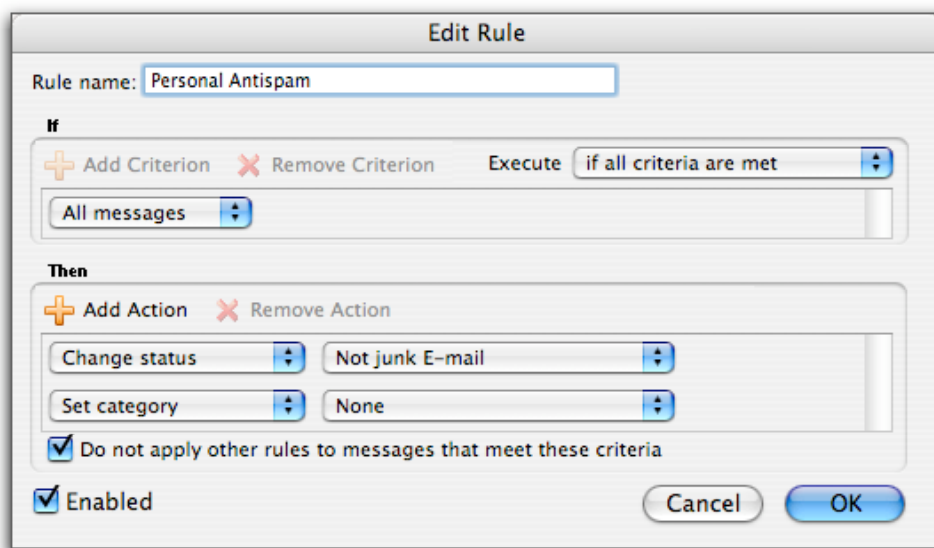 Edit Rule
Rule name: Personal Antispam
If
Add Criterion Remove Criterion Execute if all criteria are met
All messages
Then
Add Action Remove Action
Change status Not junk E-mail
Set category None
Do not apply other rules to messages that meet these criteria
Enabled Cancel OK